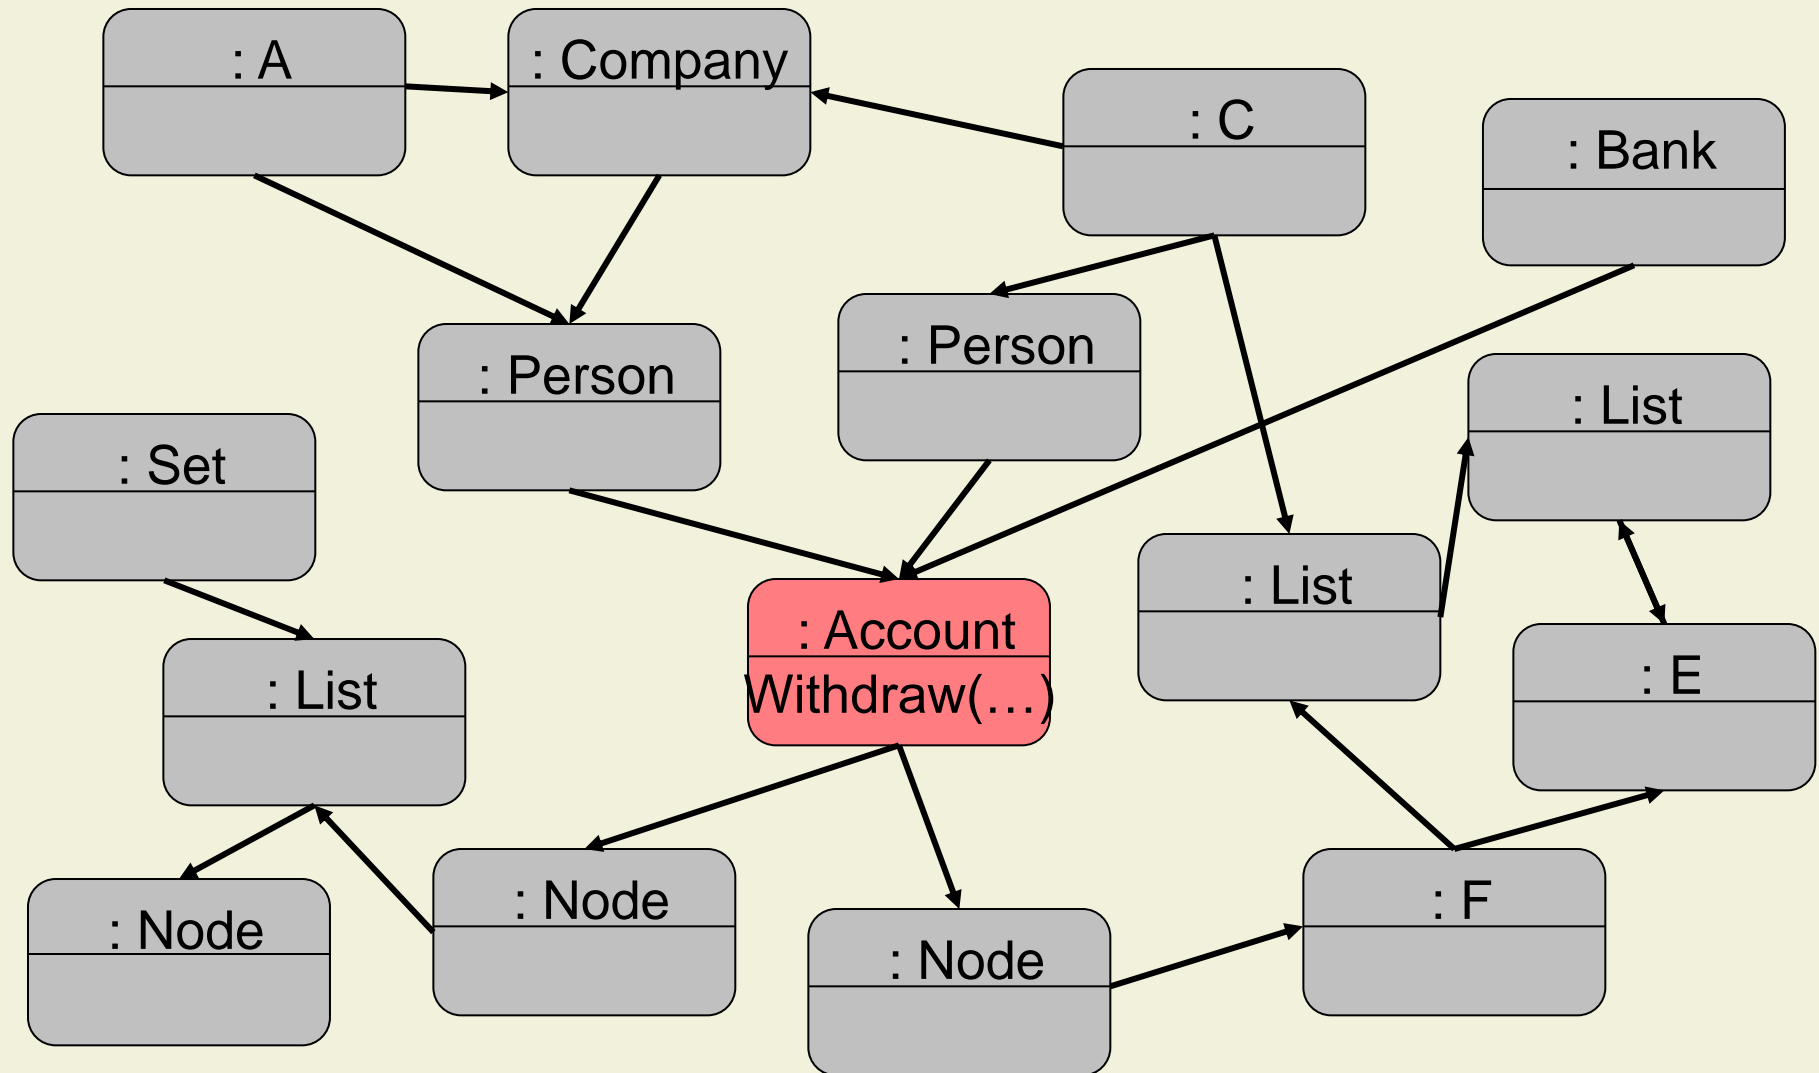 : A
: Company
: C
: Bank
: Person
: Person
: List
: Set
: List
: Account
Withdraw(…)
: List
: E
: Node
: Node
: Node
: F